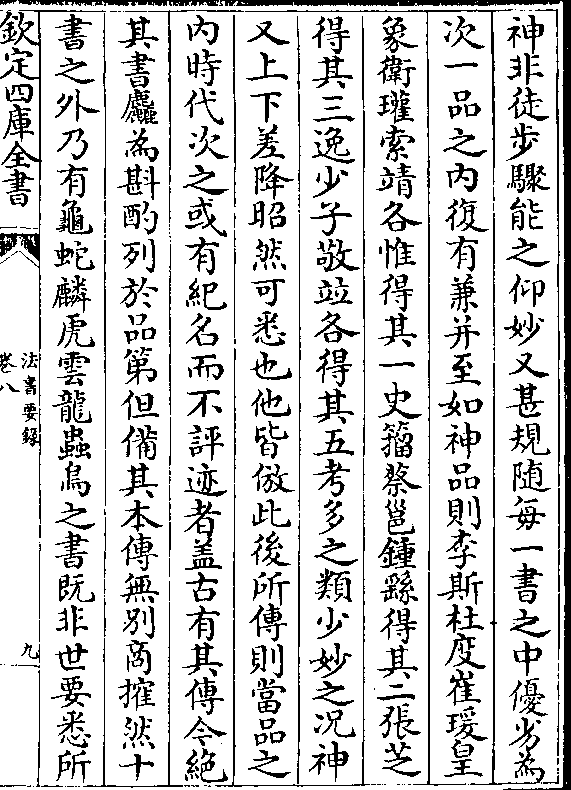 神非徒步驟能之仰妙又甚規随每一書之中優劣為
次一品之内復有兼并至如神品則李斯杜度崔瑗皇
象衛瓘索靖各惟得其一史籀蔡邕鍾繇得其二張芝
得其三逸少子敬竝各得其五考多之類少妙之況神
又上下差降昭然可悉也他皆倣此後所傳則當品之
内時代次之或有紀名而不評迹者盖古有其傳今絶
其書麤為斟酌列於品第但備其本傳無別商搉然十
書之外乃有龜蛇麟虎雲龍蟲鳥之書既非世要悉所
欽定四庫全書
法書要録
卷八
九